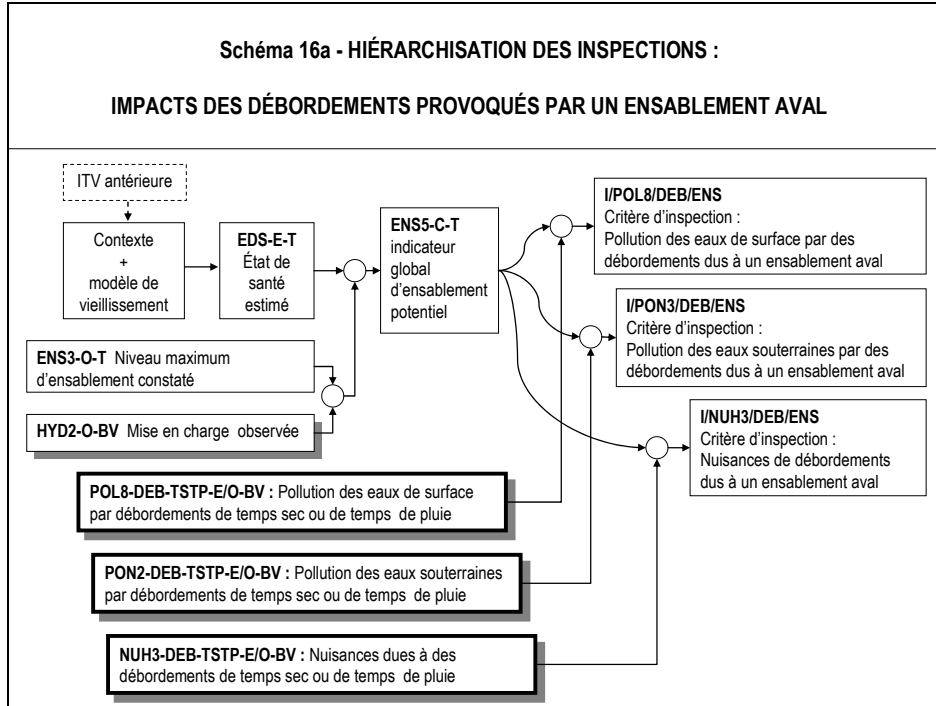 Schéma 16a - HIÉRARCHISATION DES INSPECTIONS :
IMPACTS DES DÉBORDEMENTS PROVOQUÉS PAR UN ENSABLEMENT AVAL
ITV antérieure
Contexte
+
modèle de
vieillissement
EDS-E-T
État de
santé
estimé
ENS5-C-T
indicateur
global
d'ensablement
potentiel
I/POL8/DEB/ENS
Critère d'inspection :
Pollution des eaux de surface par des
débordements dus à un ensablement aval
I/PON3/DEB/ENS
Critère d'inspection :
Pollution des eaux souterraines par des
débordements dus à un ensablement aval
ENS3-O-T Niveau maximum
d'ensablement constaté
HYD2-O-BV Mise en charge observée
I/NUH3/DEB/ENS
Critère d'inspection :
Nuisances de débordements
dus à un ensablement aval
POL8-DEB-TSTP-E/O-BV : Pollution des eaux de surface
par débordements de temps sec ou de temps de pluie
PON2-DEB-TSTP-E/O-BV : Pollution des eaux souterraines
par débordements de temps sec ou de temps de pluie
NUH3-DEB-TSTP-E/O-BV : Nuisances dues à des
débordements de temps sec ou de temps de pluie